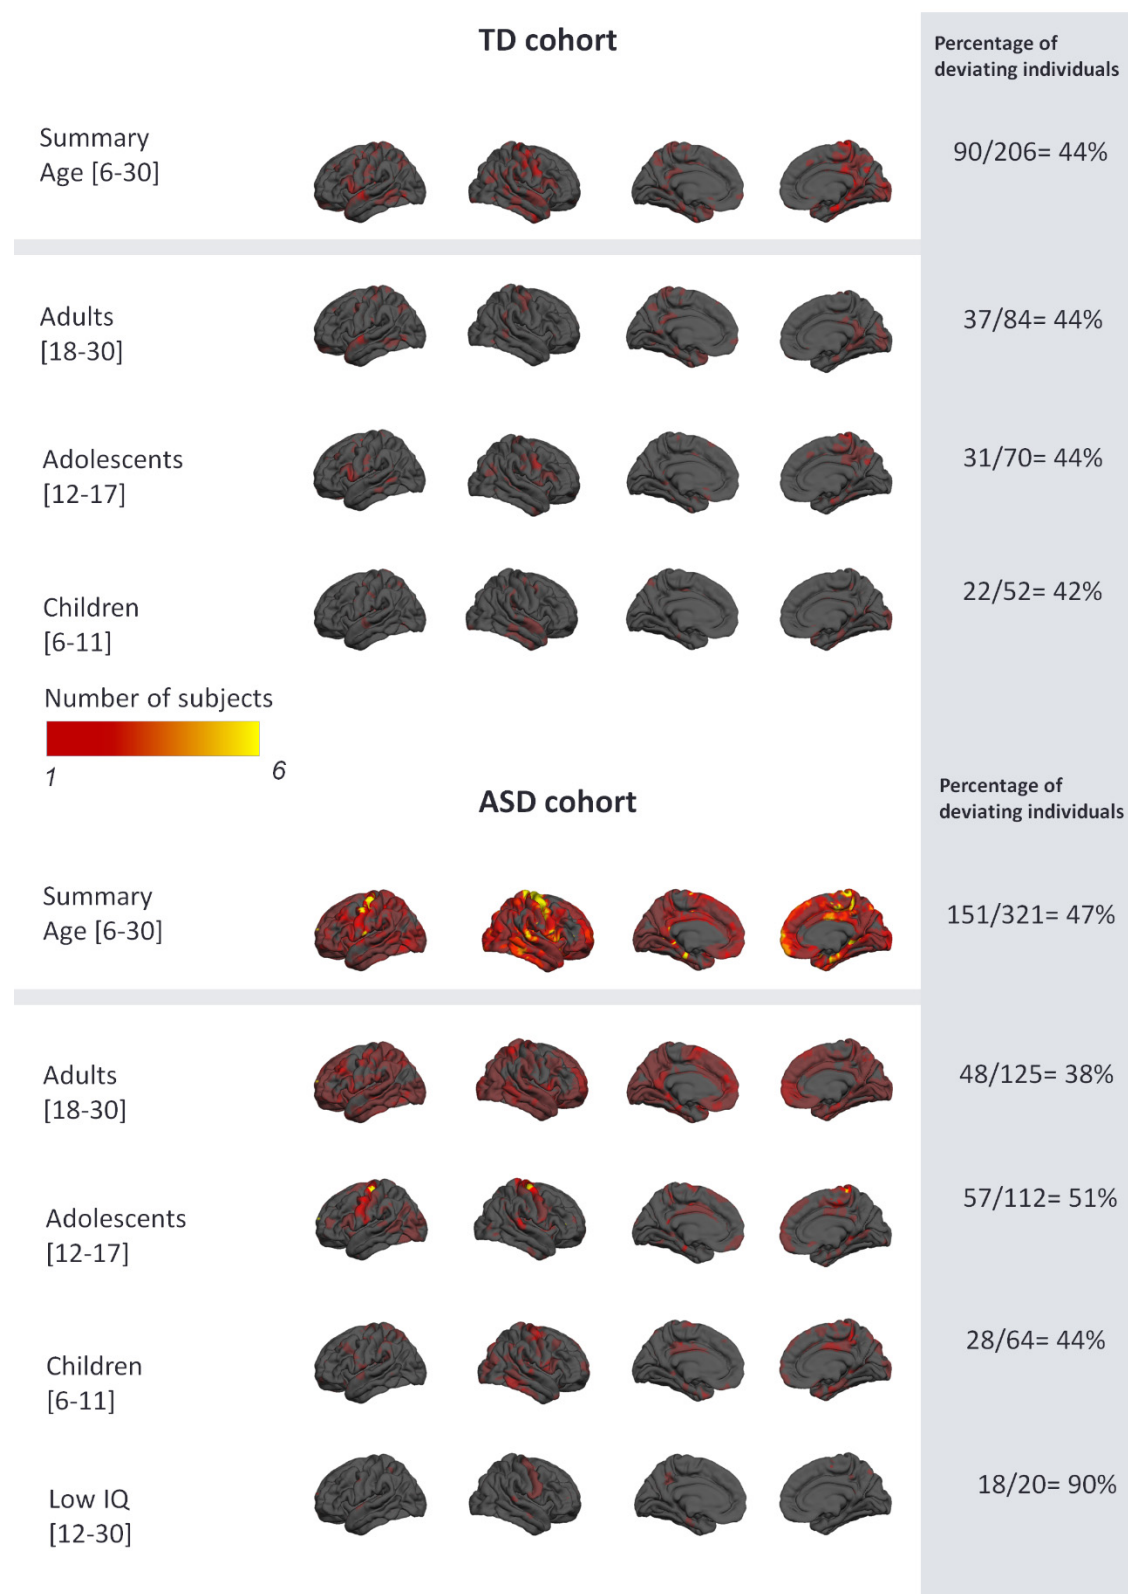 TD cohort
Percentage of
deviating individuals
Summary
Age [6-30]
90/206= 44%
Adults
[18-30]
37/84= 44%
Adolescents
[12-17]
31/70= 44%
Children
[6-11]
22/52= 42%
Number of subjects
1
6
ASD cohort
Percentage of
deviating individuals
Summary
Age [6-30]
151/321= 47%
Adults
[18-30]
48/125= 38%
Adolescents
[12-17]
57/112= 51%
Children
[6-11]
28/64= 44%
Low IQ
[12-30]
18/20= 90%